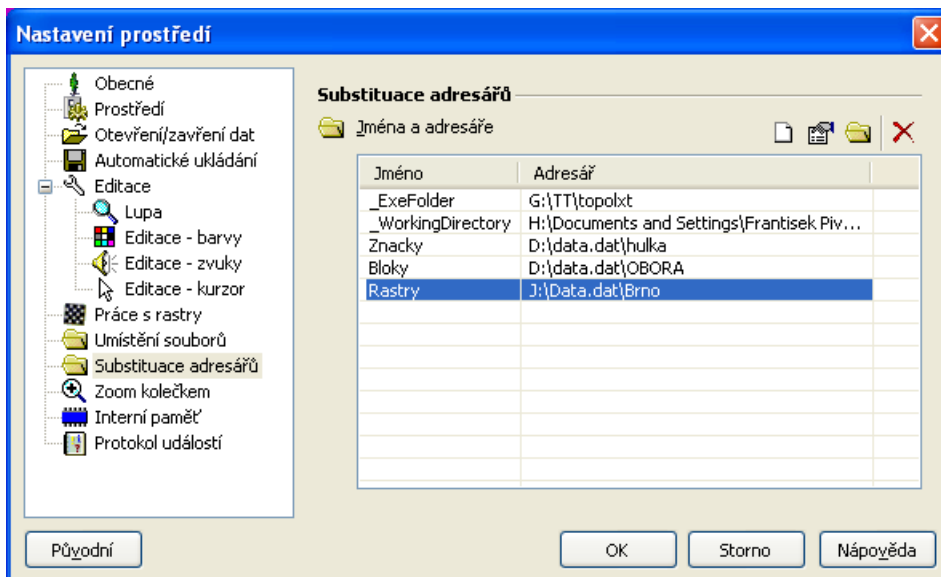 Nastavení prostředí
Obecné
Prostředí
Otevření/zavření dat
Automatické ukládání
Editace
Lupa
Editace - barvy
Editace - zvuky
Editace - kurzor
Práce s rastry
Umístění souborů
Substituace adresářů
Zoom kolečkem
Interní paměť
Protokol událostí
Substituace adresářů
Jména a adresáře
Jméno Adresář
_ExeFolder G:\TT\topolxt
_WorkingDirectory H:\Documents and Settings\Frantisek Piv...
Znacky D:\data.dat\hulka
Bloky D:\data.dat\OBORA
Rastry J:\Data.dat\Brno
Původní OK Storno Nápověda